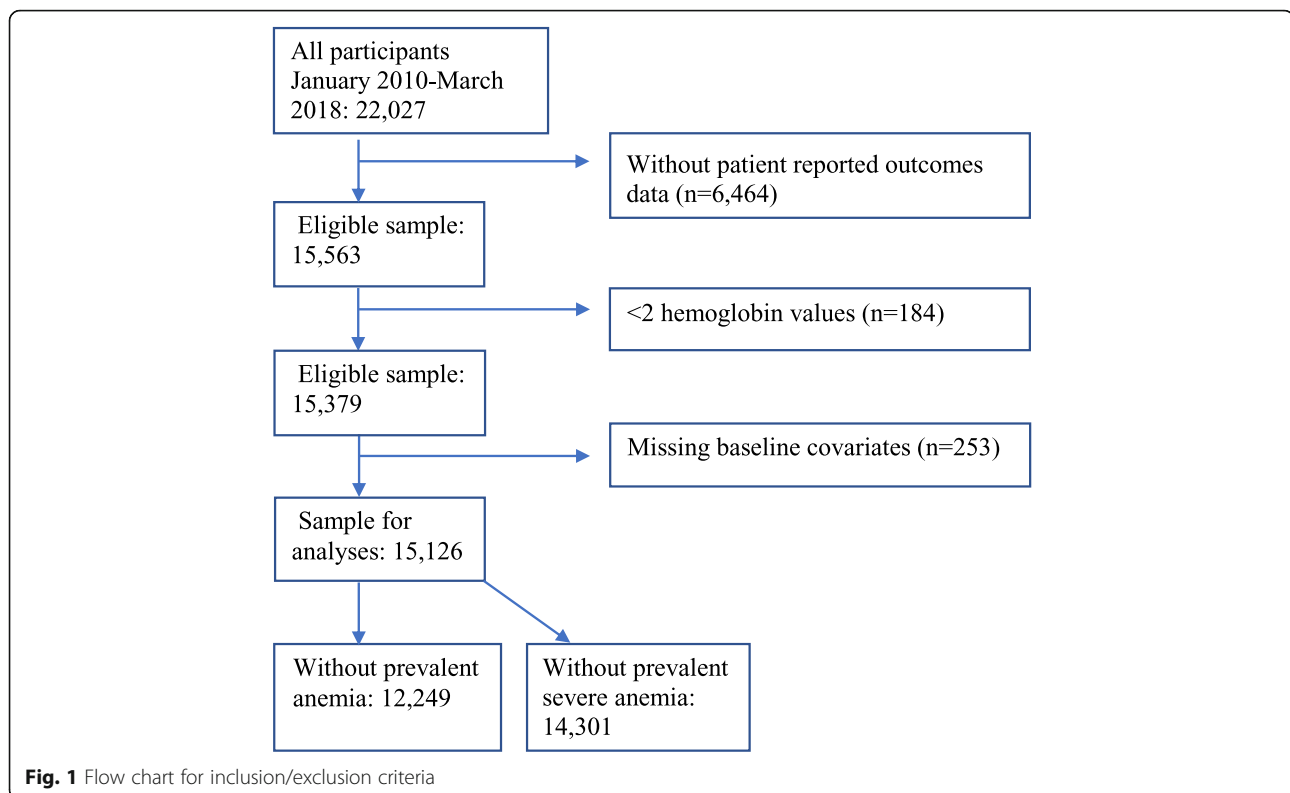 All participants
January 2010-March
2018: 22,027
Without patient reported outcomes
data (n=6,464)
Eligible sample:
15,563
<2 hemoglobin values (n=184)
Eligible sample:
15,379
Missing baseline covariates (n=253)
Sample for
analyses: 15,126
Without prevalent
anemia: 12,249
Without prevalent
severe anemia:
14,301
Fig. 1 Flow chart for inclusion/exclusion criteria